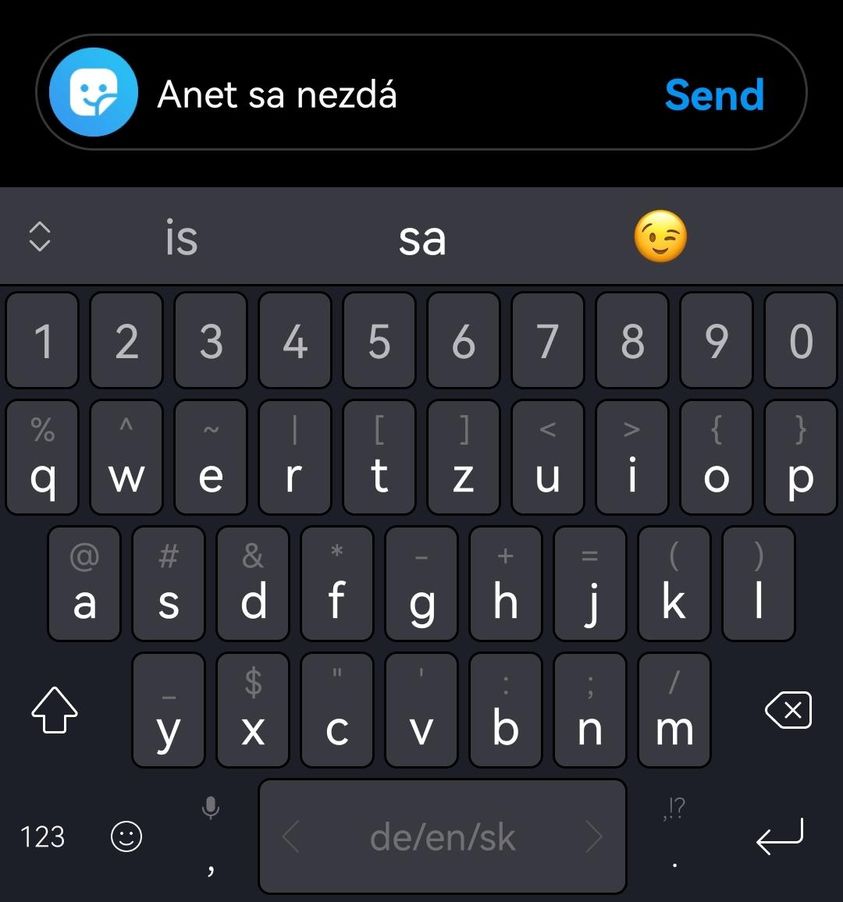 Anet sa nezdá Send
is sa 😉
1 2 3 4 5 6 7 8 9 0
% ^ ~ | [ ] < > { }
q w e r t z u i o p
@ # & * - + = ( )
a s d f g h j k l
_ $ " ' : ; /
y x c v b n m
,!?
123 , de/en/sk .